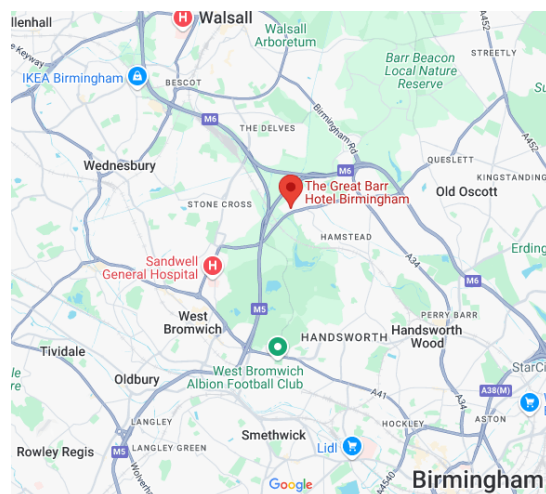 llenhall
H
Walsall
A452
Walsall
Arboretum
STREETLY
Barr Beacon
Local Nature
Reserve
Keyway
IKEA Birmingham
BESCOT
M6
THE DELVES
Birmingham Rd
A452
Wednesbury
M6
QUESLETT
KINGSTANDING
The Great Barr
Hotel Birmingham
Old Oscott
STONE CROSS
HAMSTEAD
Sandwell
General Hospital
H
A34
Erding
M6
M5
West
Bromwich
PERRY BARR
HANDSWORTH
Handsworth
Wood
Tividale
West Bromwich
Albion Football Club
StarCi
Oldbury
A41
A34
A38(M)
LANGLEY
HOCKLEY
ASTON
Smethwick
M5
LANGLEY GREEN
Lidl
Rowley Regis
Wolverh
Google
A4540
Birmingham